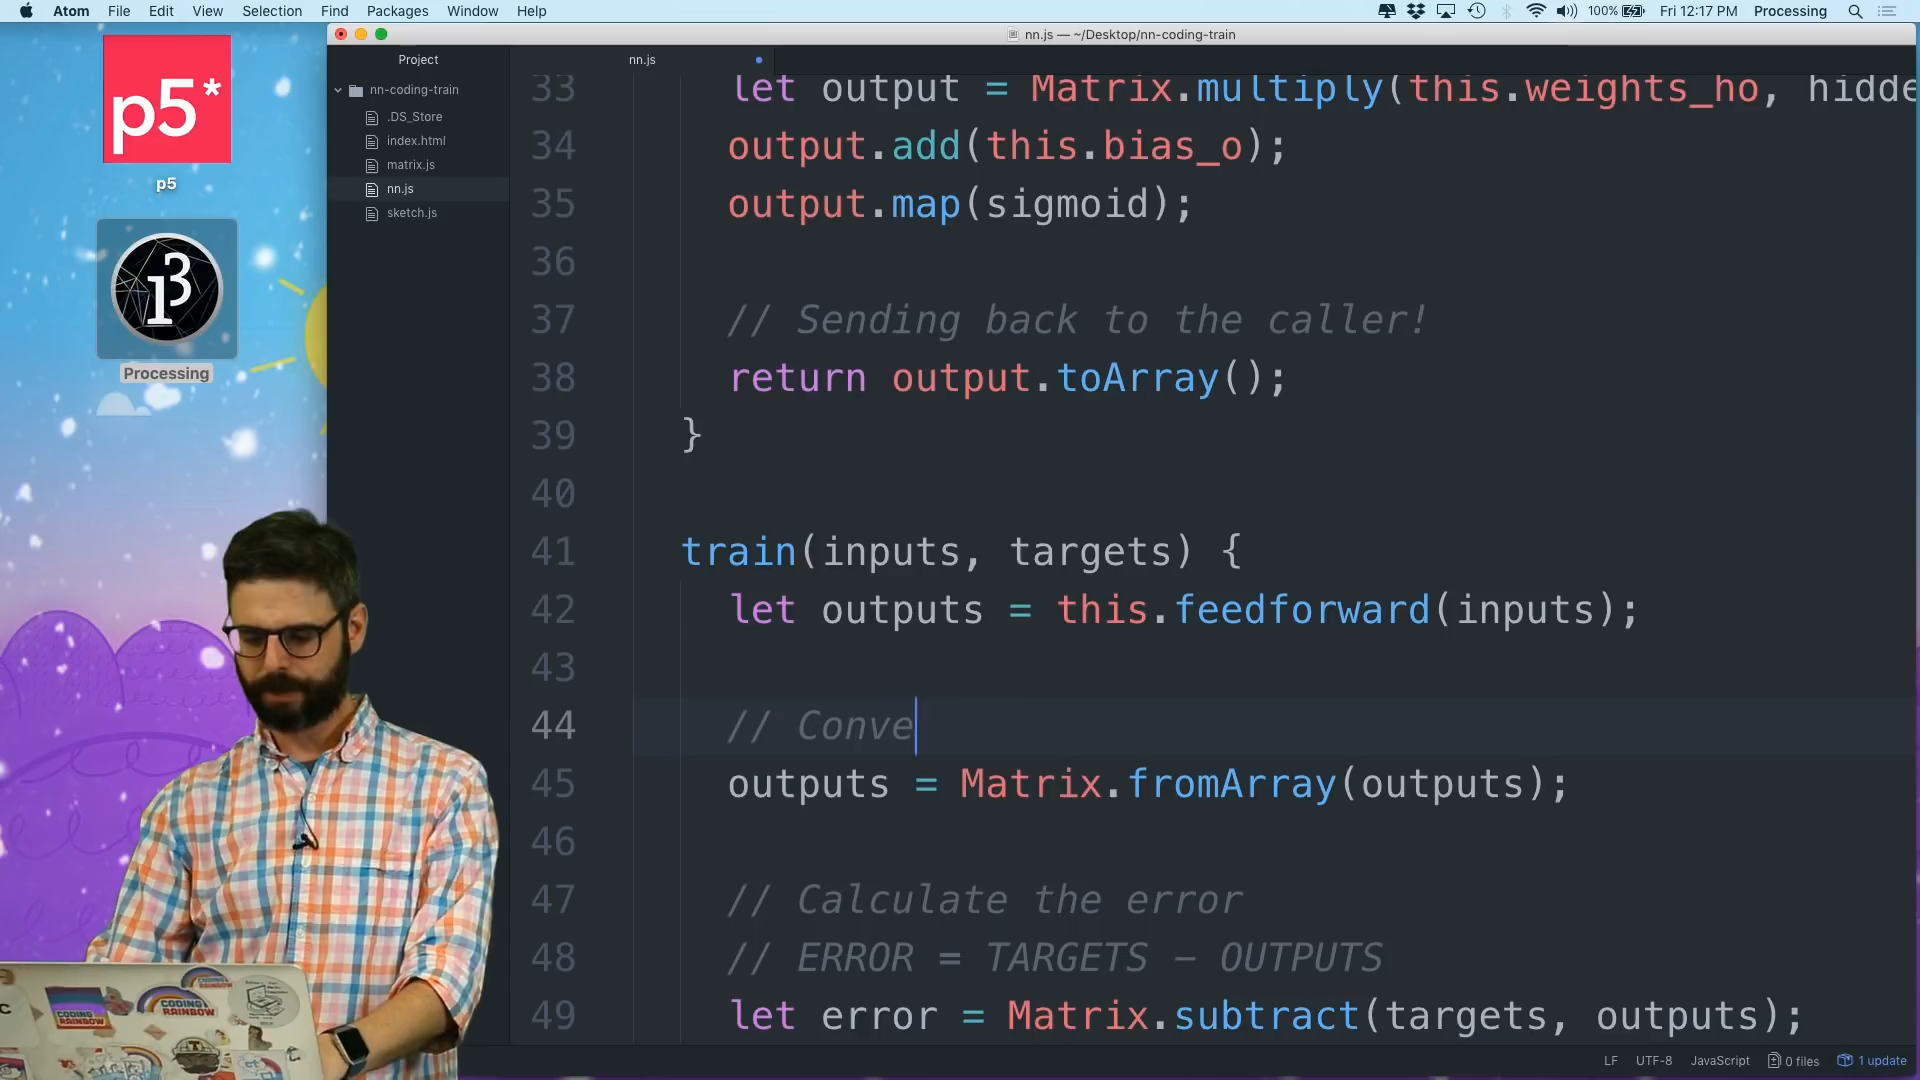 Atom File Edit View Selection Find Packages Window Help 100% Fri 12:17 PM Processing
nn.js — ~/Desktop/nn-coding-train
Project
nn.js
nn-coding-train
.DS_Store
index.html
matrix.js
nn.js
sketch.js
p5*
p5
Processing
33 let output = Matrix.multiply(this.weights_ho, hidde
34 output.add(this.bias_o);
35 output.map(sigmoid);
36
37 // Sending back to the caller!
38 return output.toArray();
39 }
40
41 train(inputs, targets) {
42 let outputs = this.feedforward(inputs);
43
44 // Conve
45 outputs = Matrix.fromArray(outputs);
46
47 // Calculate the error
48 // ERROR = TARGETS - OUTPUTS
49 let error = Matrix.subtract(targets, outputs);
LF UTF-8 JavaScript 0 files 1 update
CODING RAINBOW
CODING RAINBOW